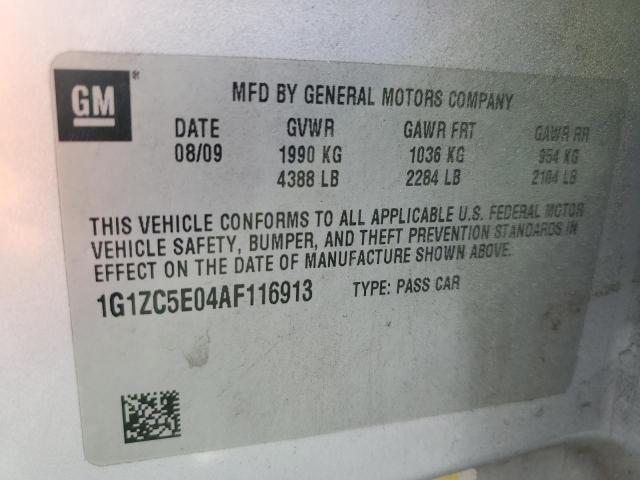 GM®
MFD BY GENERAL MOTORS COMPANY
DATE GVWR GAWR FRT GAWR RR
08/09 1990 KG 1036 KG 954 KG
4388 LB 2284 LB 2104 LB
THIS VEHICLE CONFORMS TO ALL APPLICABLE U.S. FEDERAL MOTOR
VEHICLE SAFETY, BUMPER, AND THEFT PREVENTION STANDARDS IN
EFFECT ON THE DATE OF MANUFACTURE SHOWN ABOVE.
1G1ZC5E04AF116913 TYPE: PASS CAR